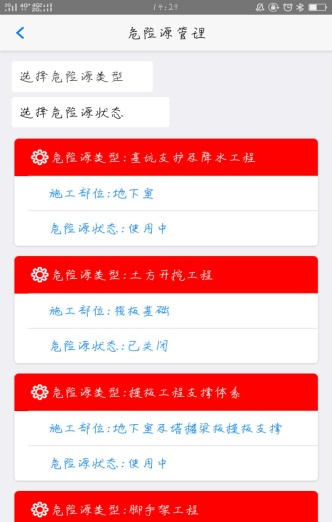 14:29
危险源管理
选择危险源类型
选择危险源状态
危险源类型:基坑支护及降水工程
施工部位:地下室
危险源状态:使用中
危险源类型:土方开挖工程
施工部位:筏板基础
危险源状态:已关闭
危险源类型:模板工程支撑体系
施工部位:地下室及塔楼梁板模板支撑
危险源状态:使用中
危险源类型:脚手架工程